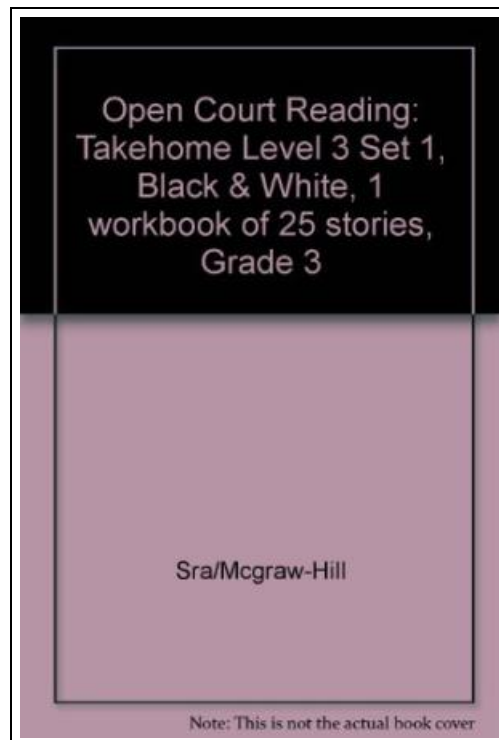 Open Court Reading:
Takehome Level 3 Set 1,
Black & White, 1
workbook of 25 stories,
Grade 3
Sra/Mcgraw-Hill
Note: This is not the actual book cover